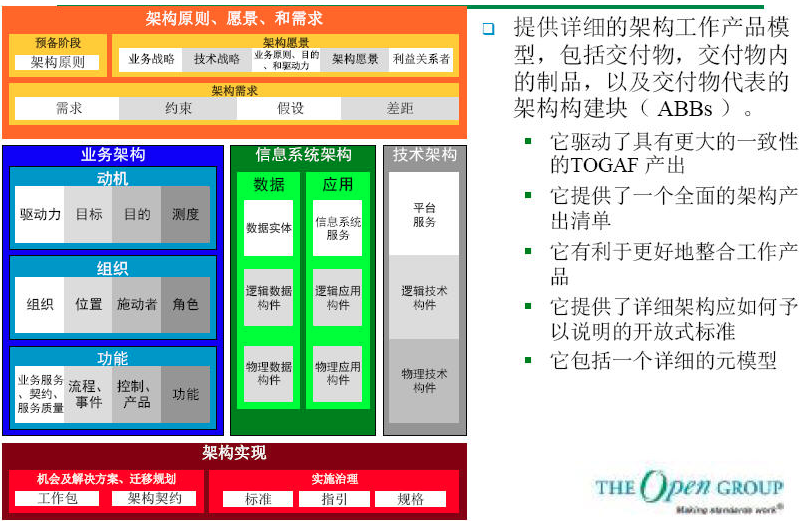 架构原则、愿景、和需求
预备阶段
架构原则
架构愿景
业务战略
技术战略
业务原则、目的
、和驱动力
架构愿景
利益关系者
架构需求
需求
约束
假设
差距
业务架构
动机
驱动力
目标
目的
测度
组织
组织
位置
施动者
角色
功能
业务服务
、契约、
服务质量
流程、
事件
控制、
产品
功能
信息系统架构
数据
数据实体
逻辑数据
构件
物理数据
构件
应用
信息系统
服务
逻辑应用
构件
物理应用
构件
技术架构
平台
服务
逻辑技术
构件
物理技术
构件
架构实现
机会及解决方案、迁移规划
工作包
架构契约
实施治理
标准
指引
规格
提供详细的架构工作产品模
型，包括交付物，交付物内
的制品，以及交付物代表的
架构构建块（ ABBs ）。
它驱动了具有更大的一致性
的TOGAF 产出
它提供了一个全面的架构产
出清单
它有利于更好地整合工作产
品
它提供了详细架构应如何予
以说明的开放式标准
它包括一个详细的元模型
THE Open GROUP
Making standards work®